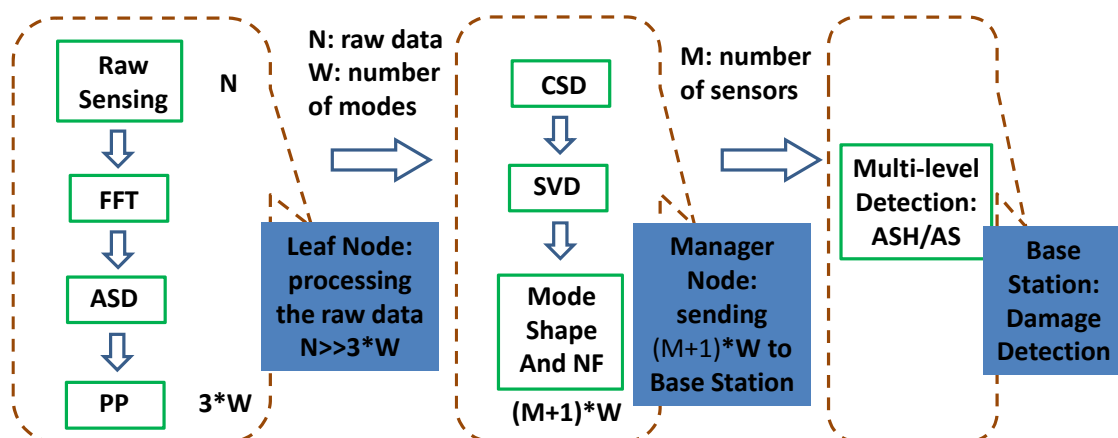 Raw
Sensing
N
FFT
ASD
PP
3*W
N: raw data
W: number
of modes
Leaf Node:
processing
the raw data
N>>3*W
CSD
SVD
Mode
Shape
And NF
(M+1)*W
M: number
of sensors
Manager
Node:
sending
(M+1)*W to
Base Station
Multi-level
Detection:
ASH/AS
Base
Station:
Damage
Detection